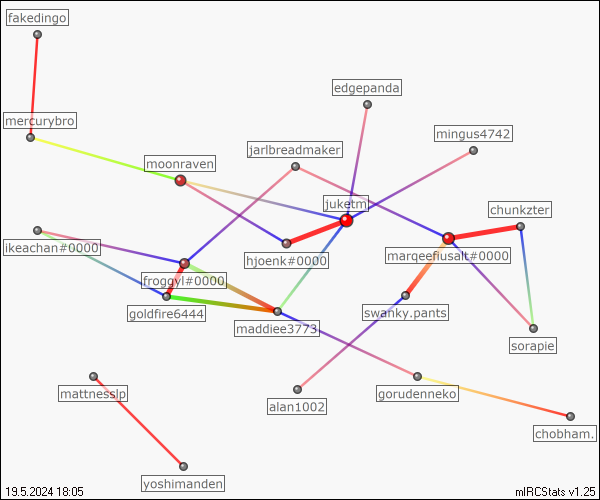 fakedingo
edgepanda
mercurybro
mingus4742
jarlbreadmaker
moonraven
juketm
chunkzter
ikeachan#0000
hjoenk#0000
marqeeflusalt#0000
froggyl#0000
goldfire6444
swanky.pants
maddiee3773
sorapie
mattnesslp
gorudenneko
alan1002
chobham.
yoshimanden
19.5.2024 18:05
mIRCStats v1.25